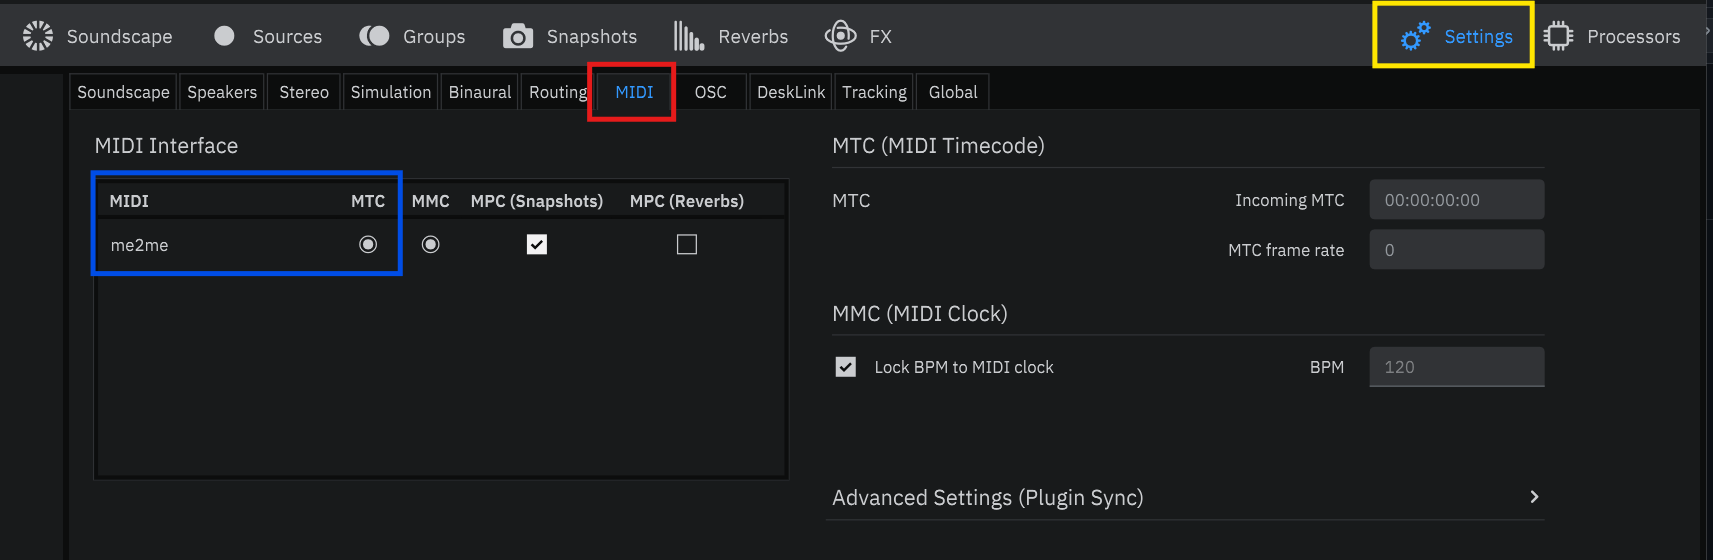 Soundscape Sources Groups Snapshots Reverbs FX Settings Processors
Soundscape Speakers Stereo Simulation Binaural Routing MIDI OSC DeskLink Tracking Global
MIDI Interface
MIDI MTC MMC MPC (Snapshots) MPC (Reverbs)
me2me
MTC (MIDI Timecode)
MTC Incoming MTC 00:00:00:00
MTC frame rate 0
MMC (MIDI Clock)
Lock BPM to MIDI clock BPM 120
Advanced Settings (Plugin Sync)